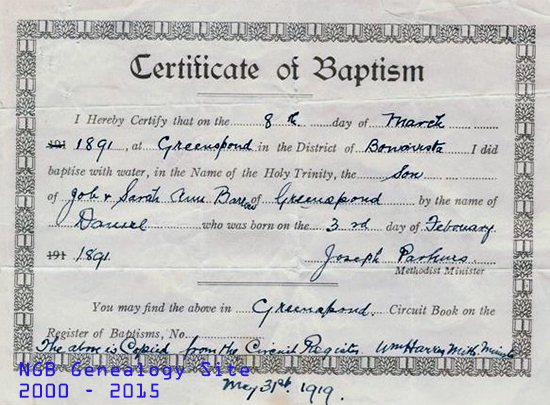 Certificate of Baptism
I Hereby Certify that on the 8th day of March
191 1891, at Greenspond in the District of Bonavista I did
baptise with water, in the Name of the Holy Trinity, the Son
of Job & Sarah Ann Barlow of Greenspond by the name of
Daniel who was born on the 3rd day of February
191 1891 Joseph Parkins
Methodist Minister
You may find the above in Greenspond Circuit Book on the
Register of Baptisms, No.
The above is Copied from the Circuit Register Wm Harris Meth.
May 31st, 1919.
NGB Genealogy Site
2000 - 2015